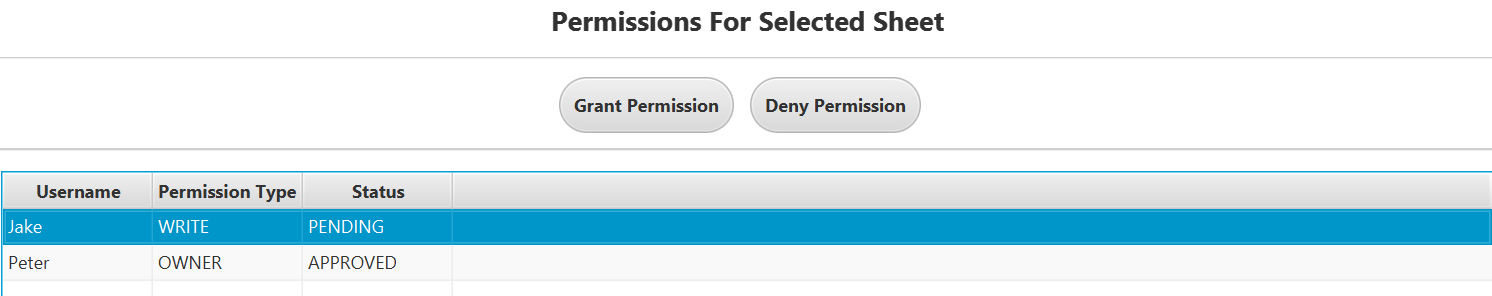 Permissions For Selected Sheet
Grant Permission Deny Permission
Username Permission Type Status
Jake WRITE PENDING
Peter OWNER APPROVED